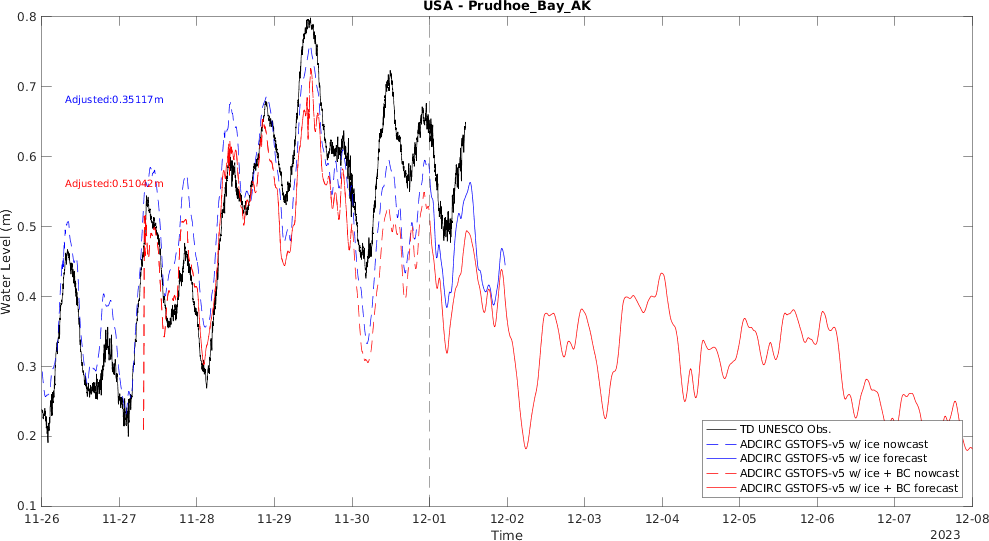 USA - Prudhoe_Bay_AK
0.8
0.7
0.6
0.5
0.4
0.3
0.2
0.1
Water Level (m)
Adjusted:0.35117m
Adjusted:0.51042m
TD UNESCO Obs.
ADCIRC GSTOFS-v5 w/ ice nowcast
ADCIRC GSTOFS-v5 w/ ice forecast
ADCIRC GSTOFS-v5 w/ ice + BC nowcast
ADCIRC GSTOFS-v5 w/ ice + BC forecast
11-26 11-27 11-28 11-29 11-30 12-01 12-02 12-03 12-04 12-05 12-06 12-07 12-08
Time
2023